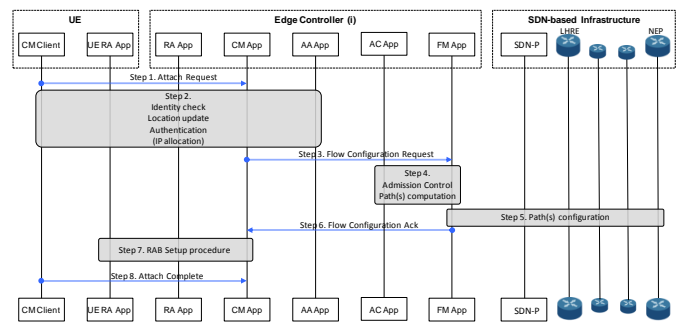 UE
Edge Controller (i)
SDN-based Infrastructure
CM Client
UE RA App
RA App
CM App
AA App
AC App
FM App
SDN-P
LHRE
NEP
Step 1. Attach Request
Step 2.
Identity check
Location update
Authentication
(IP allocation)
Step 3. Flow Configuration Request
Step 4.
Admission Control
Path(s) computation
Step 5. Path(s) configuration
Step 6. Flow Configuration Ack
Step 7. RAB Setup procedure
Step 8. Attach Complete
CM Client
UE RA App
RA App
CM App
AA App
AC App
FM App
SDN-P